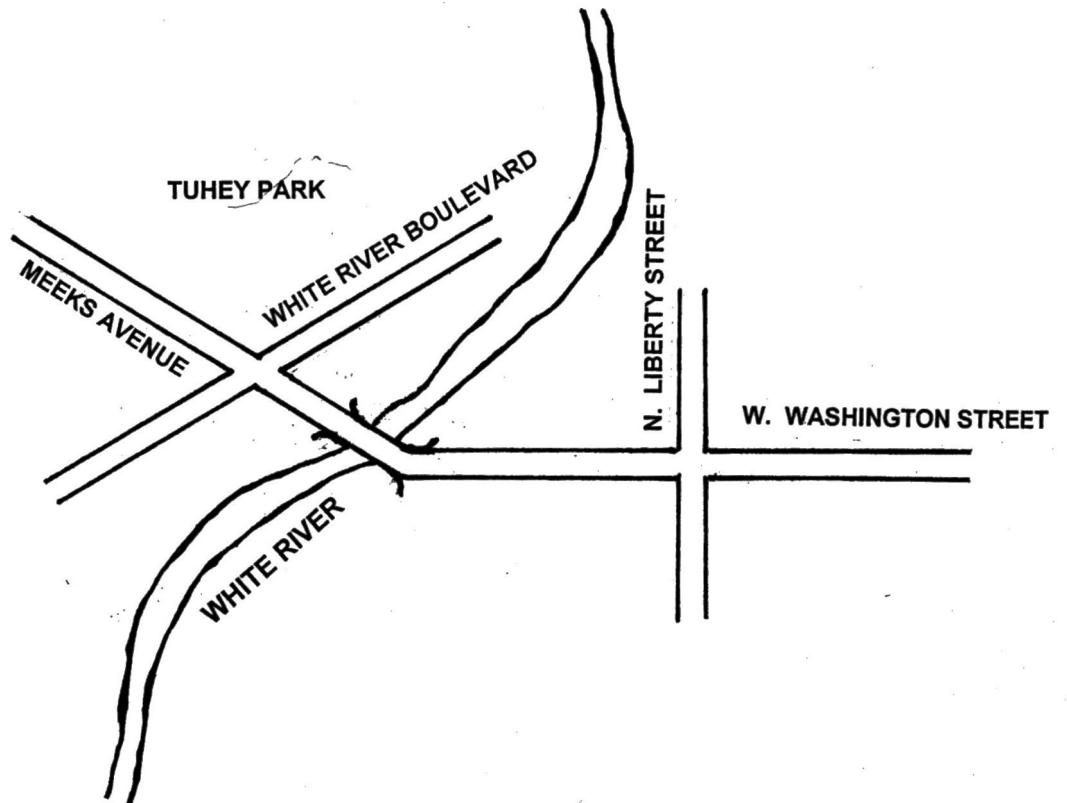 TUHEY PARK
WHITE RIVER BOULEVARD
MEEKS AVENUE
N. LIBERTY STREET
W. WASHINGTON STREET
WHITE RIVER